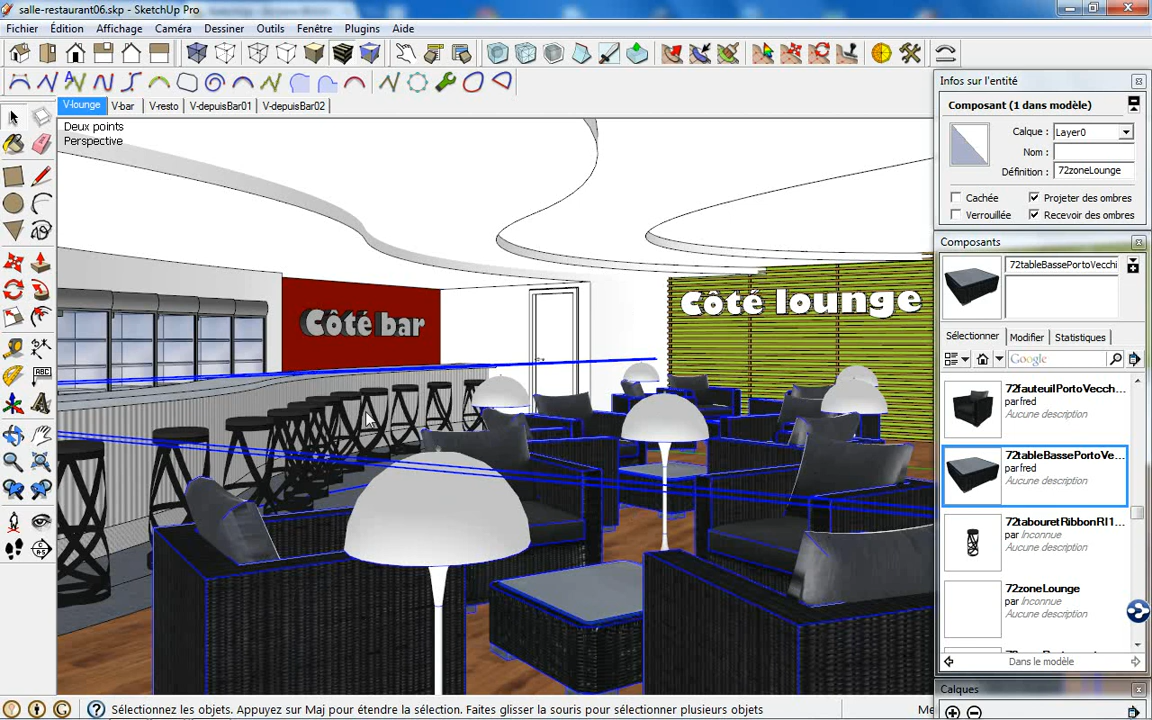 salle-restaurant06.skp - SketchUp Pro
Fichier Édition Affichage Caméra Dessiner Outils Fenêtre Plugins Aide
V-lounge V-bar V-resto V-depuisBar01 V-depuisBar02
Deux points
Perspective
Côté bar
Côté lounge
ABC
Infos sur l'entité
Composant (1 dans modèle)
Calque : Layer0
Nom :
Définition : 72zoneLounge
Cachée Projeter des ombres
Verrouillée Recevoir des ombres
Composants
72tableBassePortoVecchi
Sélectionner Modifier Statistiques
Google
72fauteuilPortoVecch...
par fred
Aucune description
72tableBassePortoVe...
par fred
Aucune description
72tabouretRibbonRI1...
par Inconnue
Aucune description
72zoneLounge
par Inconnue
Aucune description
Dans le modèle
Calques
Sélectionnez les objets. Appuyez sur Maj pour étendre la sélection. Faites glisser la souris pour sélectionner plusieurs objets
Me